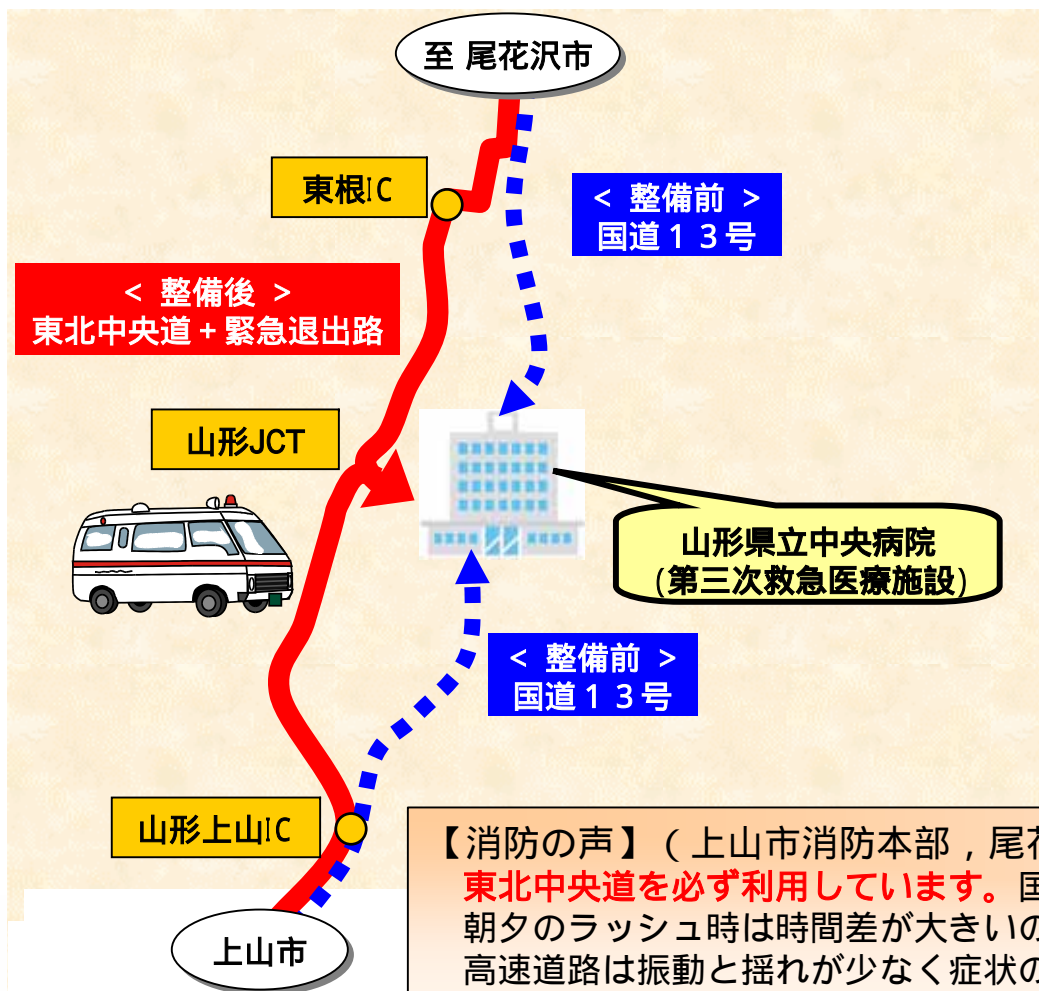 至 尾花沢市
東根IC
< 整備前 >
国道１３号
< 整備後 >
東北中央道+緊急退出路
山形JCT
山形県立中央病院
(第三次救急医療施設)
< 整備前 >
国道１３号
山形上山IC
上山市
【消防の声】(上山市消防本部,尾花
東北中央道を必ず利用しています。国
朝夕のラッシュ時は時間差が大きいの
高速道路は振動と揺れが少なく症状の